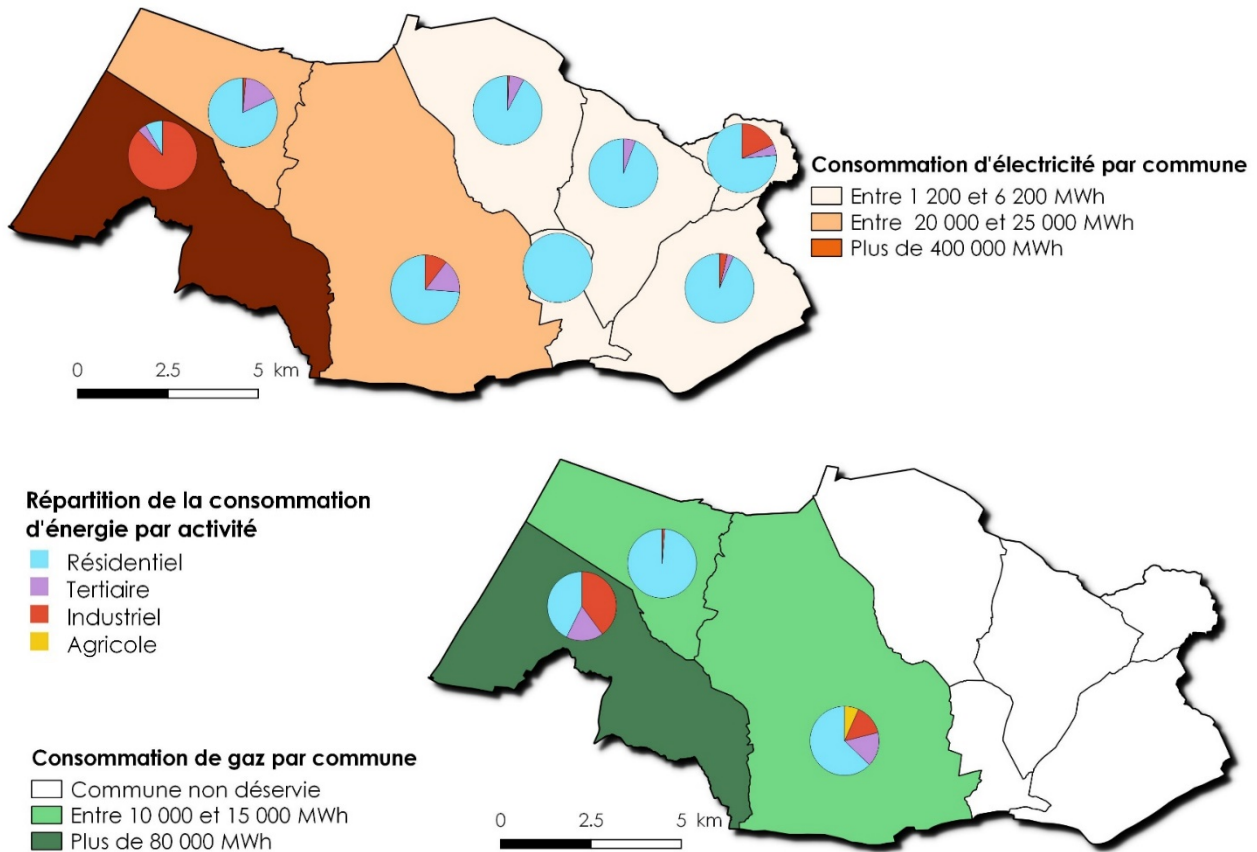 Consommation d'électricité par commune
Entre 1 200 et 6 200 MWh
Entre 20 000 et 25 000 MWh
Plus de 400 000 MWh
0 2.5 5 km
Répartition de la consommation
d'énergie par activité
Résidentiel
Tertiaire
Industriel
Agricole
Consommation de gaz par commune
Commune non déservie
Entre 10 000 et 15 000 MWh
Plus de 80 000 MWh
0 2.5 5 km